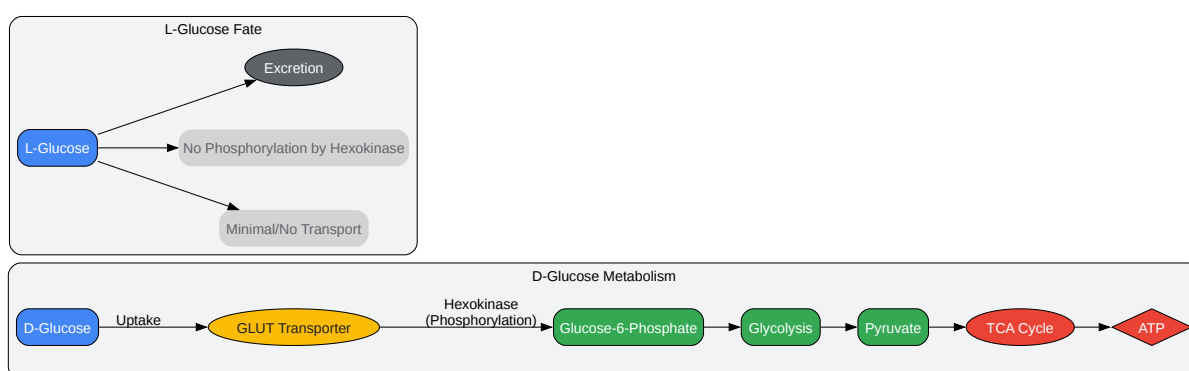 L-Glucose Fate
Excretion
L-Glucose
No Phosphorylation by Hexokinase
Minimal/No Transport
D-Glucose Metabolism
D-Glucose
Uptake
GLUT Transporter
Hexokinase
(Phosphorylation)
Glucose-6-Phosphate
Glycolysis
Pyruvate
TCA Cycle
ATP